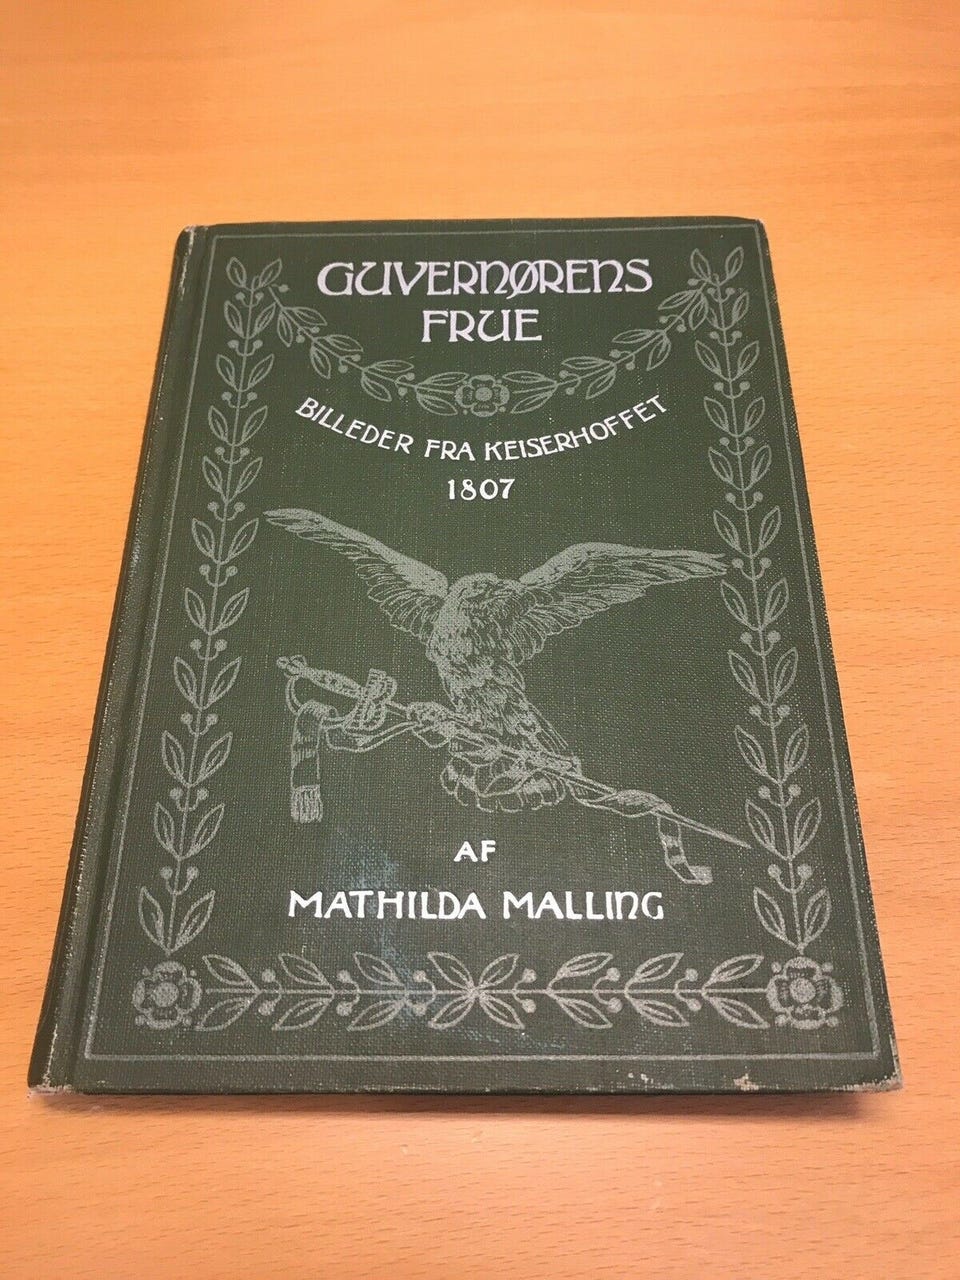 GUVERNØRENS
FRUE
BILLEDER FRA KEISERHOFFET
1807
AF
MATHILDA MALLING